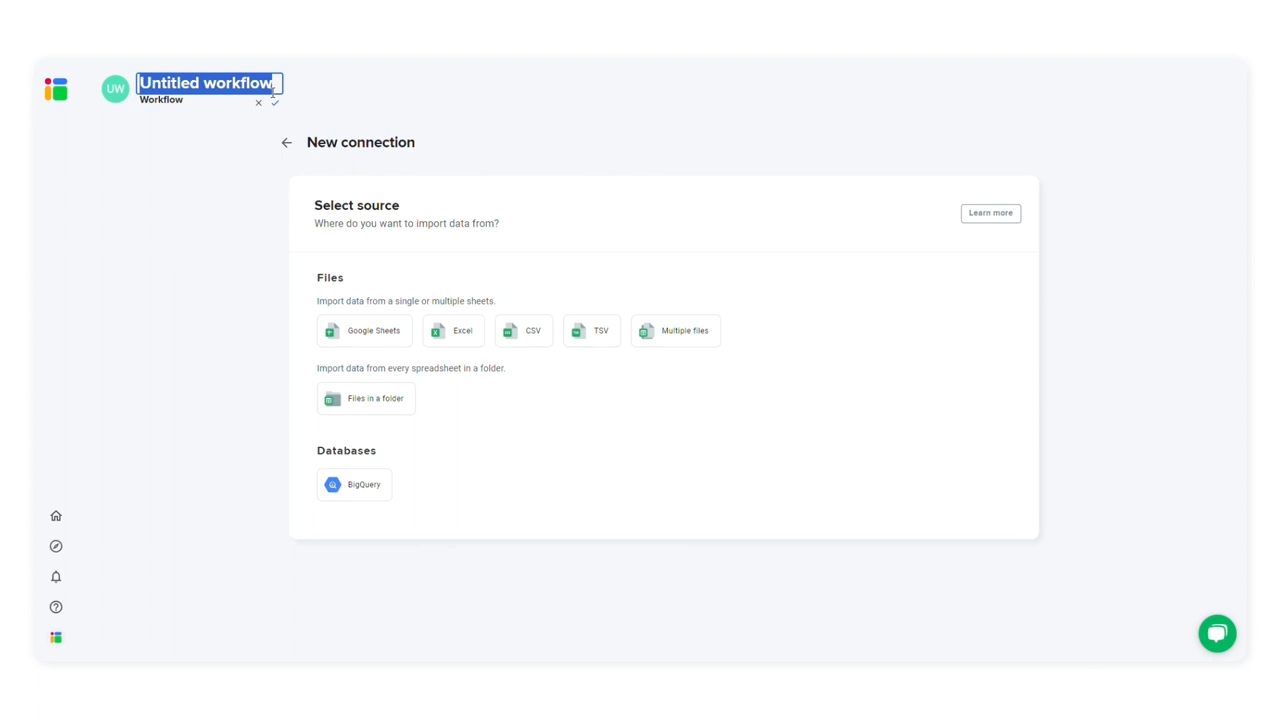 UW
Untitled workflow
Workflow
New connection
Select source
Where do you want to import data from?
Learn more
Files
Import data from a single or multiple sheets.
Google Sheets
Excel
CSV
TSV
Multiple files
Import data from every spreadsheet in a folder.
Files in a folder
Databases
BigQuery